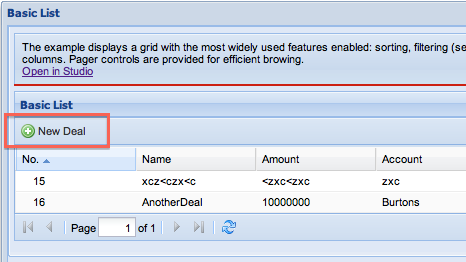 Basic List
The example displays a grid with the most widely used features enabled: sorting, filtering (se
columns. Pager controls are provided for efficient browing.
Open in Studio
Basic List
New Deal
No. Name Amount Account
15 xcz<czx<c <zxc<zxc zxc
16 AnotherDeal 10000000 Burtons
Page 1 of 1